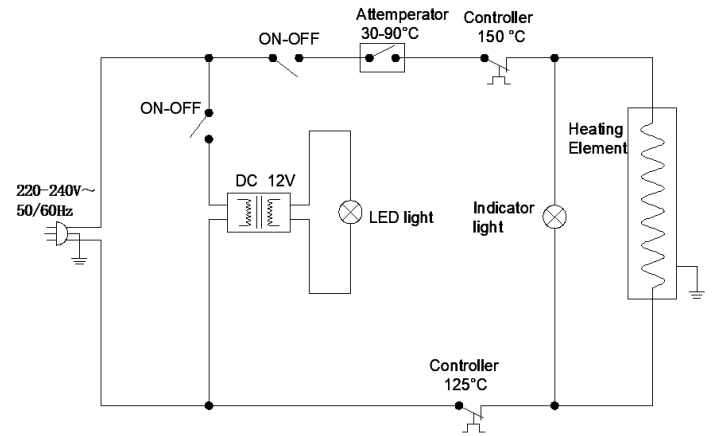 Attemperator
30-90°C
Controller
150 °C
ON-OFF
ON-OFF
Heating
Element
DC 12V
220-240V~
50/60Hz
LED light
Indicator
light
Controller
125°C